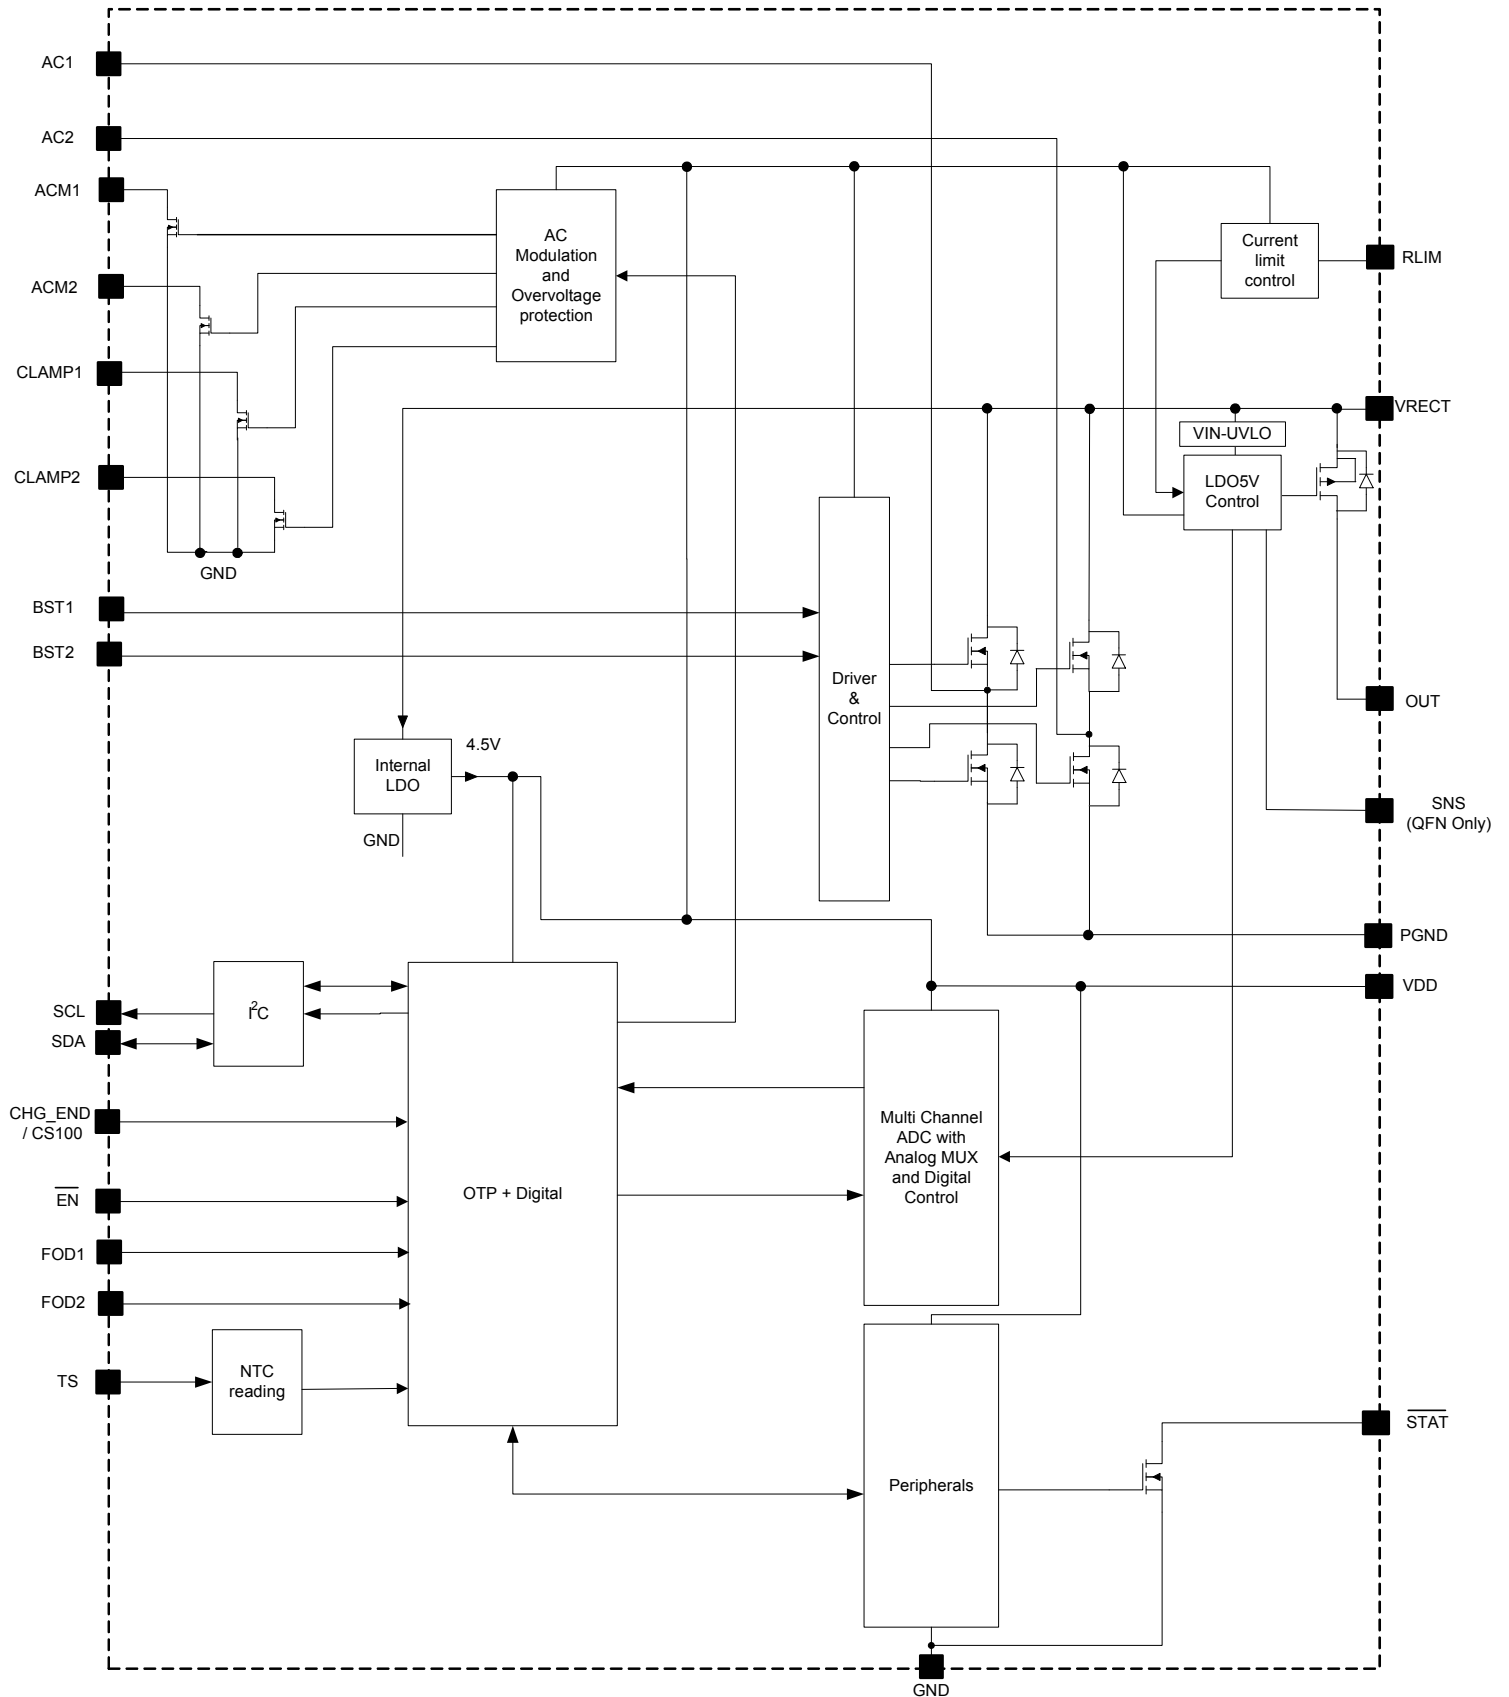 AC1
AC2
ACM1
ACM2
CLAMP1
CLAMP2
GND
BST1
BST2
AC
Modulation
and
Overvoltage
protection
Current
limit
control
RLIM
VRECT
VIN-UVLO
LDO5V
Control
OUT
SNS
(QFN Only)
Driver
&
Control
4.5V
Internal
LDO
GND
PGND
VDD
SCL
SDA
I2C
CHG_END
/ CS100
EN
FOD1
FOD2
TS
NTC
reading
OTP + Digital
Multi Channel
ADC with
Analog MUX
and Digital
Control
Peripherals
STAT
GND